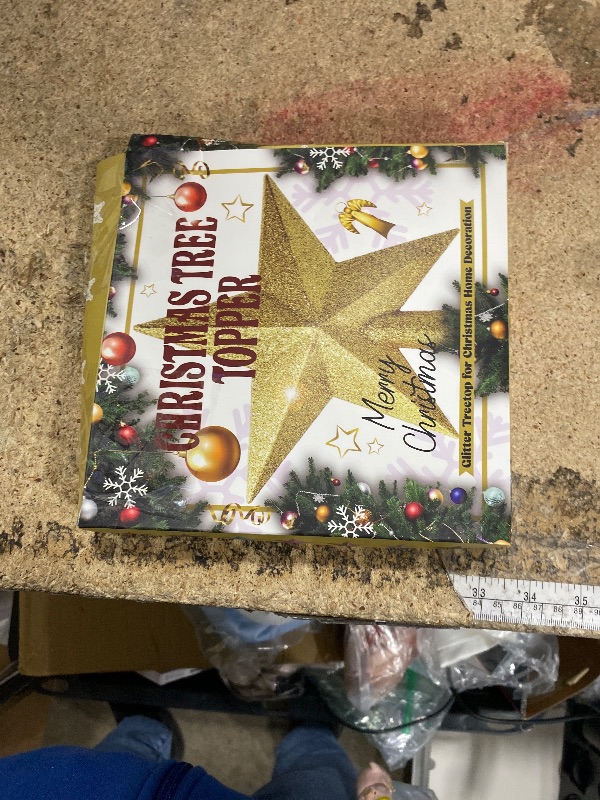 CHRISTMAS TREE
TOPPER
Merry
Christmas
Glitter Treetop for Christmas Home Decoration
33 34 35
84 85 86 87 88 89